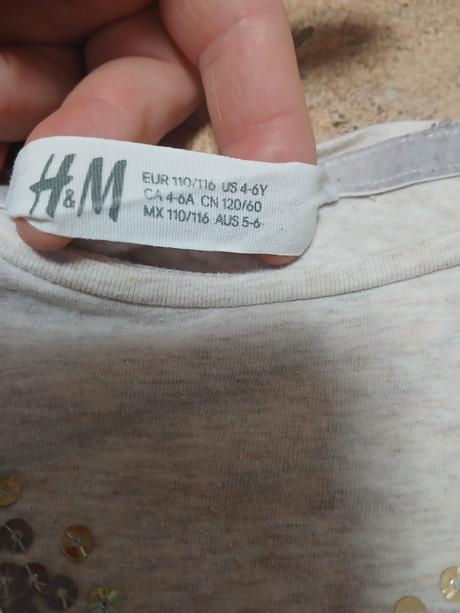 H&M
EUR 110/116 US 4-6Y
CA 4-6A CN 120/60
MX 110/116 AUS 5-6